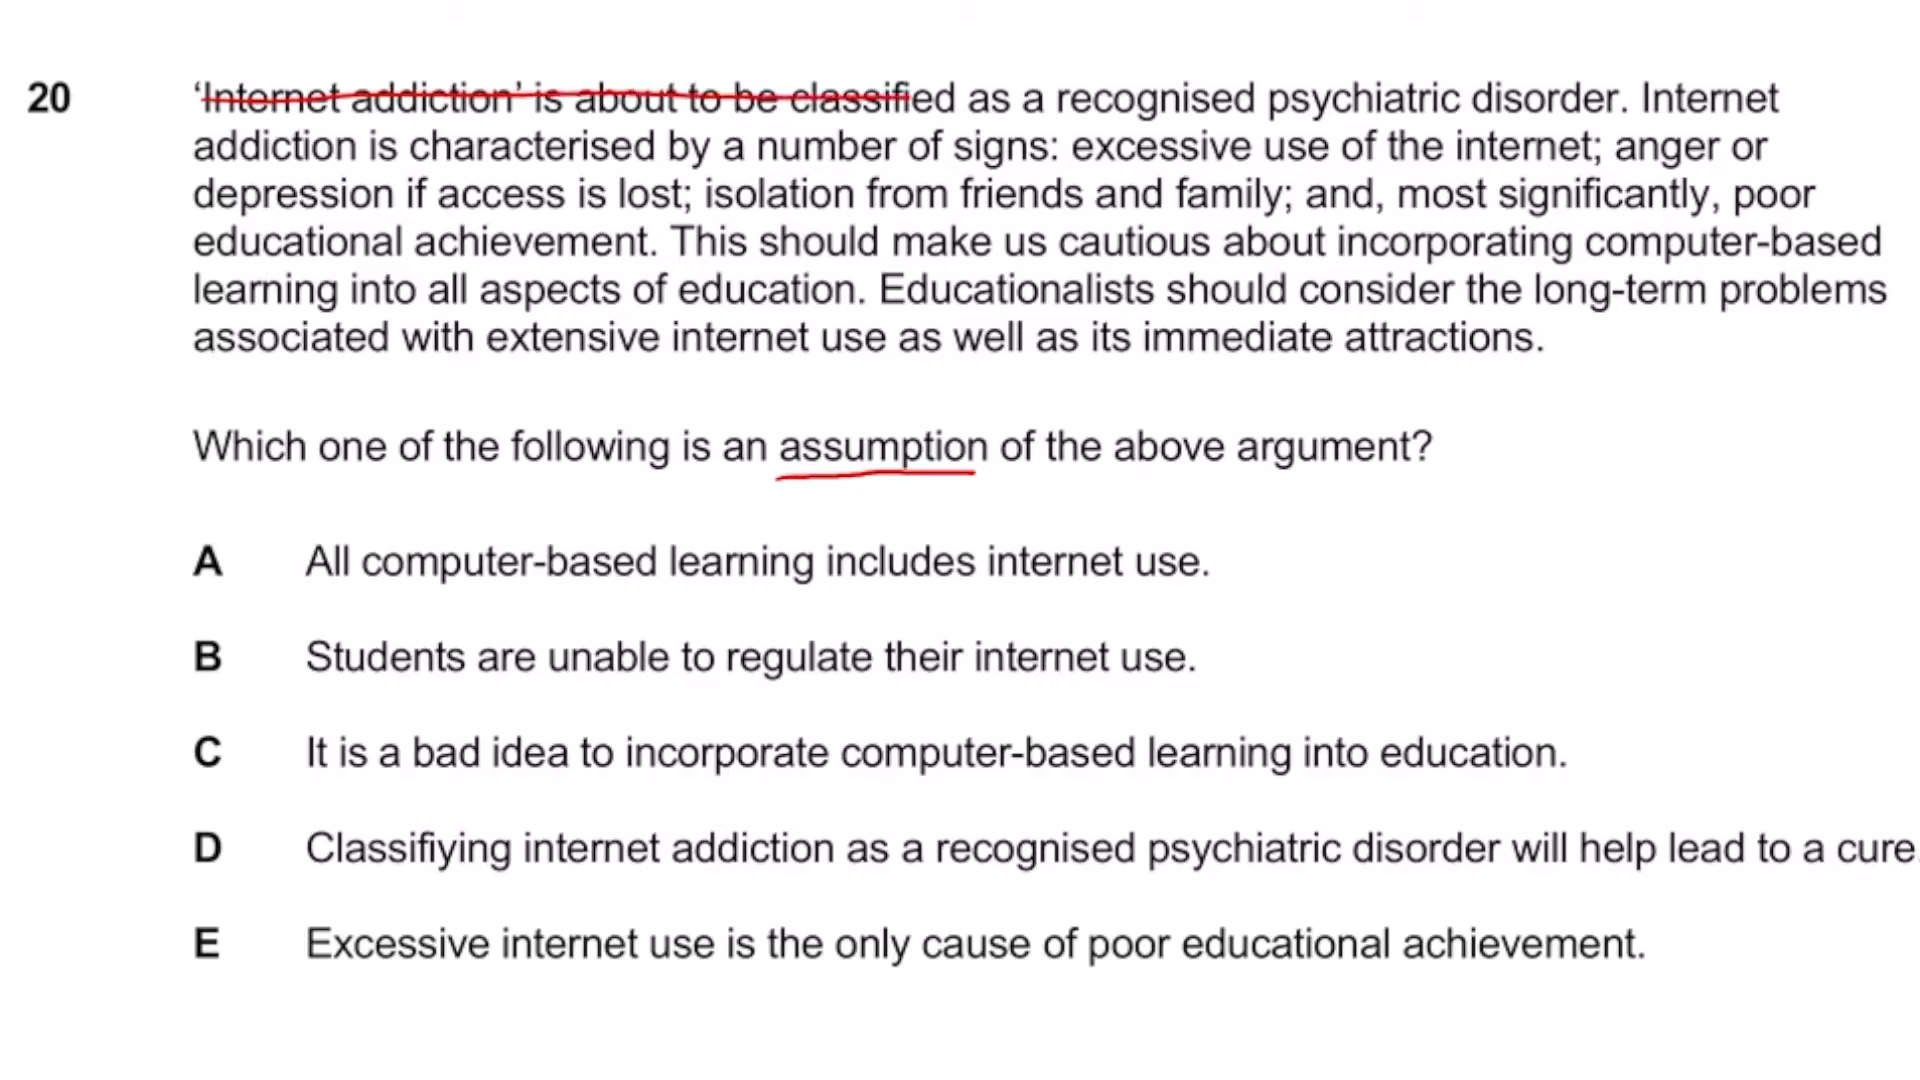 20 ‘Internet addiction’ is about to be classified as a recognised psychiatric disorder. Internet
addiction is characterised by a number of signs: excessive use of the internet; anger or
depression if access is lost; isolation from friends and family; and, most significantly, poor
educational achievement. This should make us cautious about incorporating computer-based
learning into all aspects of education. Educationalists should consider the long-term problems
associated with extensive internet use as well as its immediate attractions.
Which one of the following is an assumption of the above argument?
A All computer-based learning includes internet use.
B Students are unable to regulate their internet use.
C It is a bad idea to incorporate computer-based learning into education.
D Classifiying internet addiction as a recognised psychiatric disorder will help lead to a cure.
E Excessive internet use is the only cause of poor educational achievement.